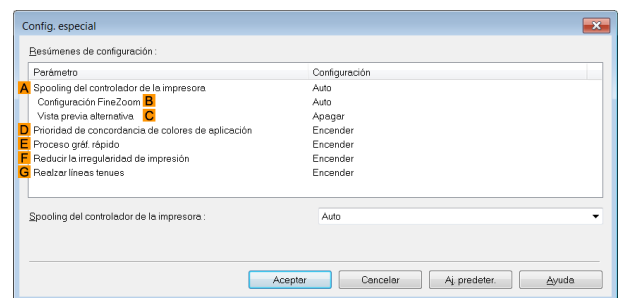 Config. especial
Resúmenes de configuración :
Parámetro Configuración
A Spooling del controlador de la impresora Auto
Configuración FineZoom B Auto
Vista previa alternativa C Apagar
D Prioridad de concordancia de colores de aplicación Encender
E Proceso gráf. rápido Encender
F Reducir la irregularidad de impresión Encender
G Realzar líneas tenues Encender
Spooling del controlador de la impresora : Auto
Aceptar Cancelar Aj. predeter. Ayuda